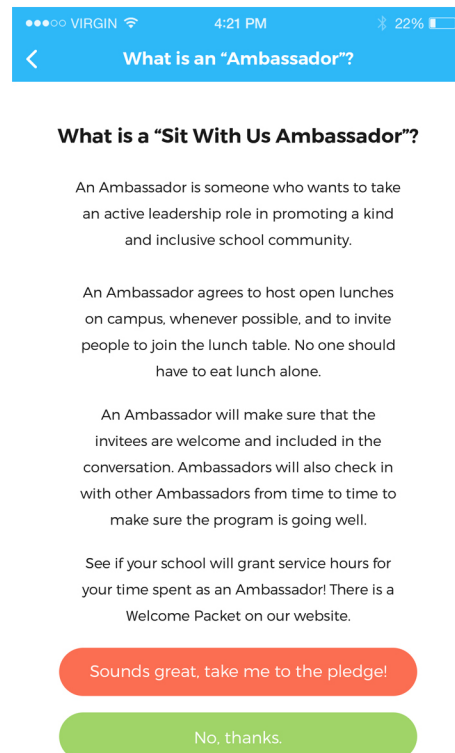 VIRGIN 4:21 PM 22%
What is an “Ambassador”?
What is a “Sit With Us Ambassador”?
An Ambassador is someone who wants to take
an active leadership role in promoting a kind
and inclusive school community.
An Ambassador agrees to host open lunches
on campus, whenever possible, and to invite
people to join the lunch table. No one should
have to eat lunch alone.
An Ambassador will make sure that the
invitees are welcome and included in the
conversation. Ambassadors will also check in
with other Ambassadors from time to time to
make sure the program is going well.
See if your school will grant service hours for
your time spent as an Ambassador! There is a
Welcome Packet on our website.
Sounds great, take me to the pledge!
No, thanks.